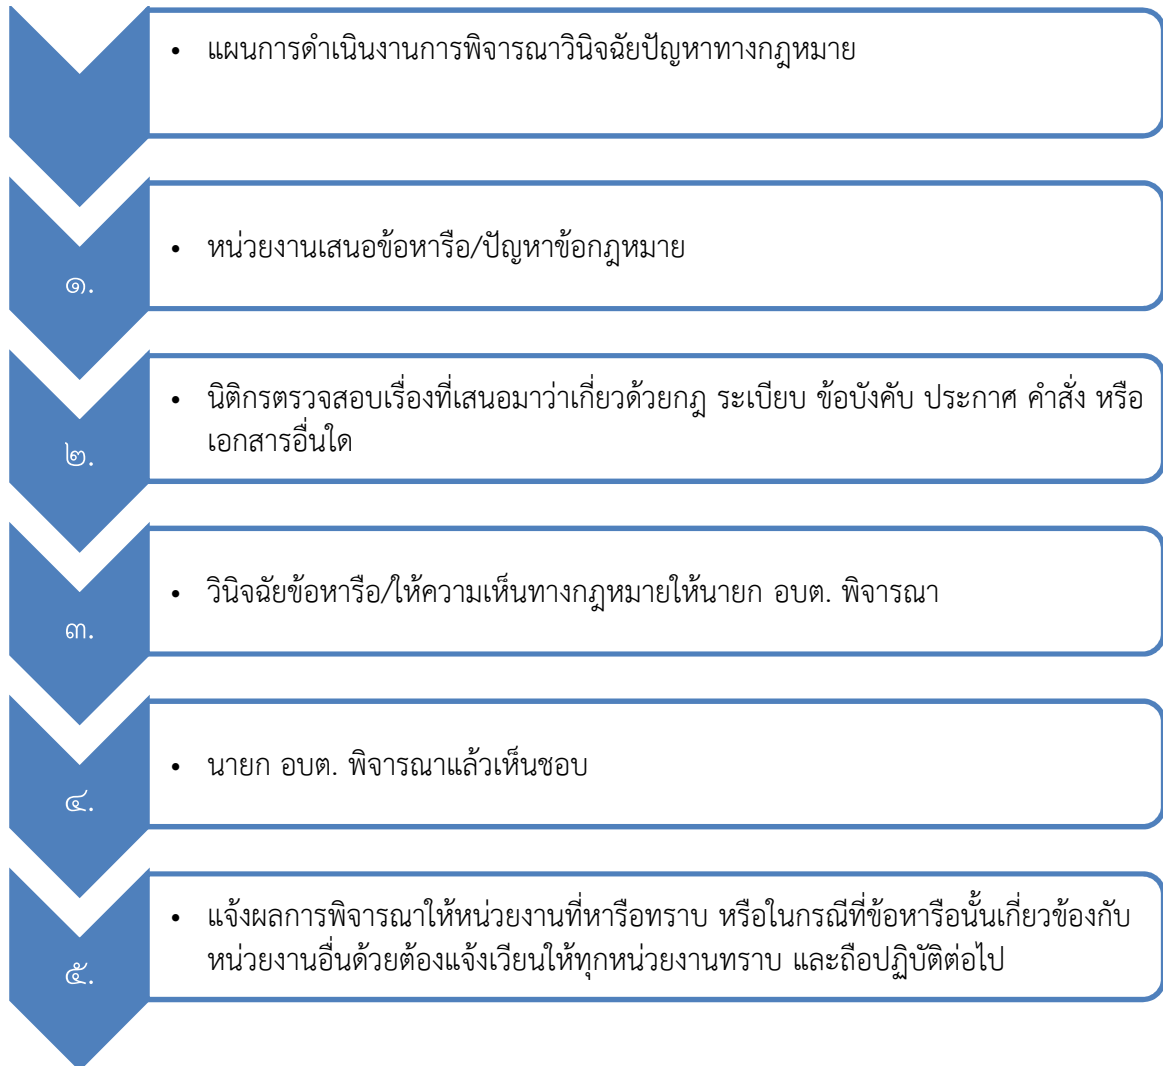 • แผนการดำเนินงานการพิจารณาวินิจฉัยปัญหาทางกฎหมาย
๑.
• หน่วยงานเสนอข้อหารือ/ปัญหาข้อกฎหมาย
๒.
• นิติกรตรวจสอบเรื่องที่เสนอมาว่าเกี่ยวด้วยกฎ ระเบียบ ข้อบังคับ ประกาศ คำสั่ง หรือ
เอกสารอื่นใด
๓.
• วินิจฉัยข้อหารือ/ให้ความเห็นทางกฎหมายให้นายก อบต. พิจารณา
๔.
• นายก อบต. พิจารณาแล้วเห็นชอบ
๕.
• แจ้งผลการพิจารณาให้หน่วยงานที่หารือทราบ หรือในกรณีที่ข้อหารือนั้นเกี่ยวข้องกับ
หน่วยงานอื่นด้วยต้องแจ้งเวียนให้ทุกหน่วยงานทราบ และถือปฏิบัติต่อไป